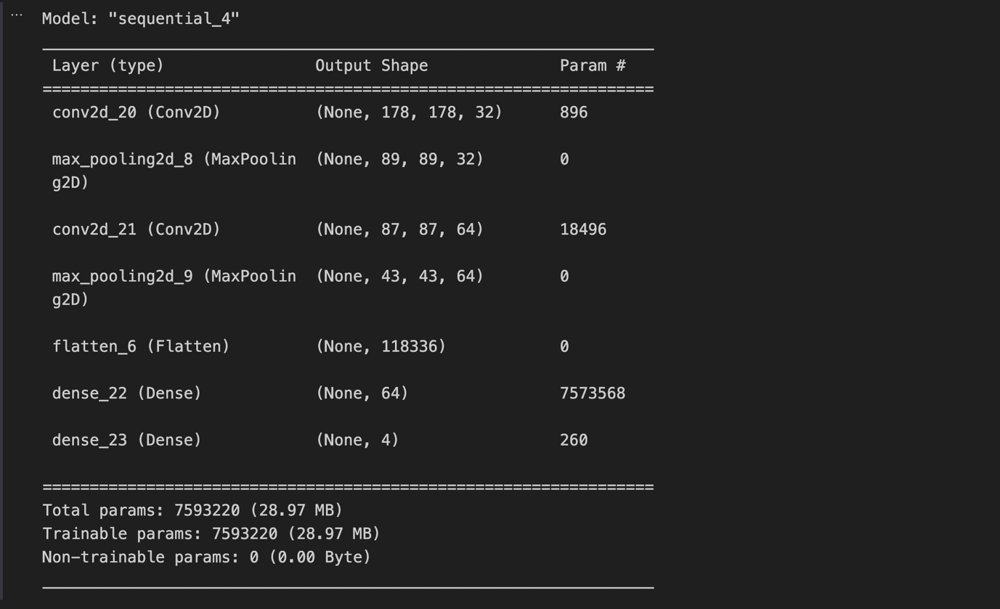 ...
Model: "sequential_4"
Layer (type) Output Shape Param #
=================================================================
conv2d_20 (Conv2D) (None, 178, 178, 32) 896
max_pooling2d_8 (MaxPoolin (None, 89, 89, 32) 0
g2D)
conv2d_21 (Conv2D) (None, 87, 87, 64) 18496
max_pooling2d_9 (MaxPoolin (None, 43, 43, 64) 0
g2D)
flatten_6 (Flatten) (None, 118336) 0
dense_22 (Dense) (None, 64) 7573568
dense_23 (Dense) (None, 4) 260
=================================================================
Total params: 7593220 (28.97 MB)
Trainable params: 7593220 (28.97 MB)
Non-trainable params: 0 (0.00 Byte)